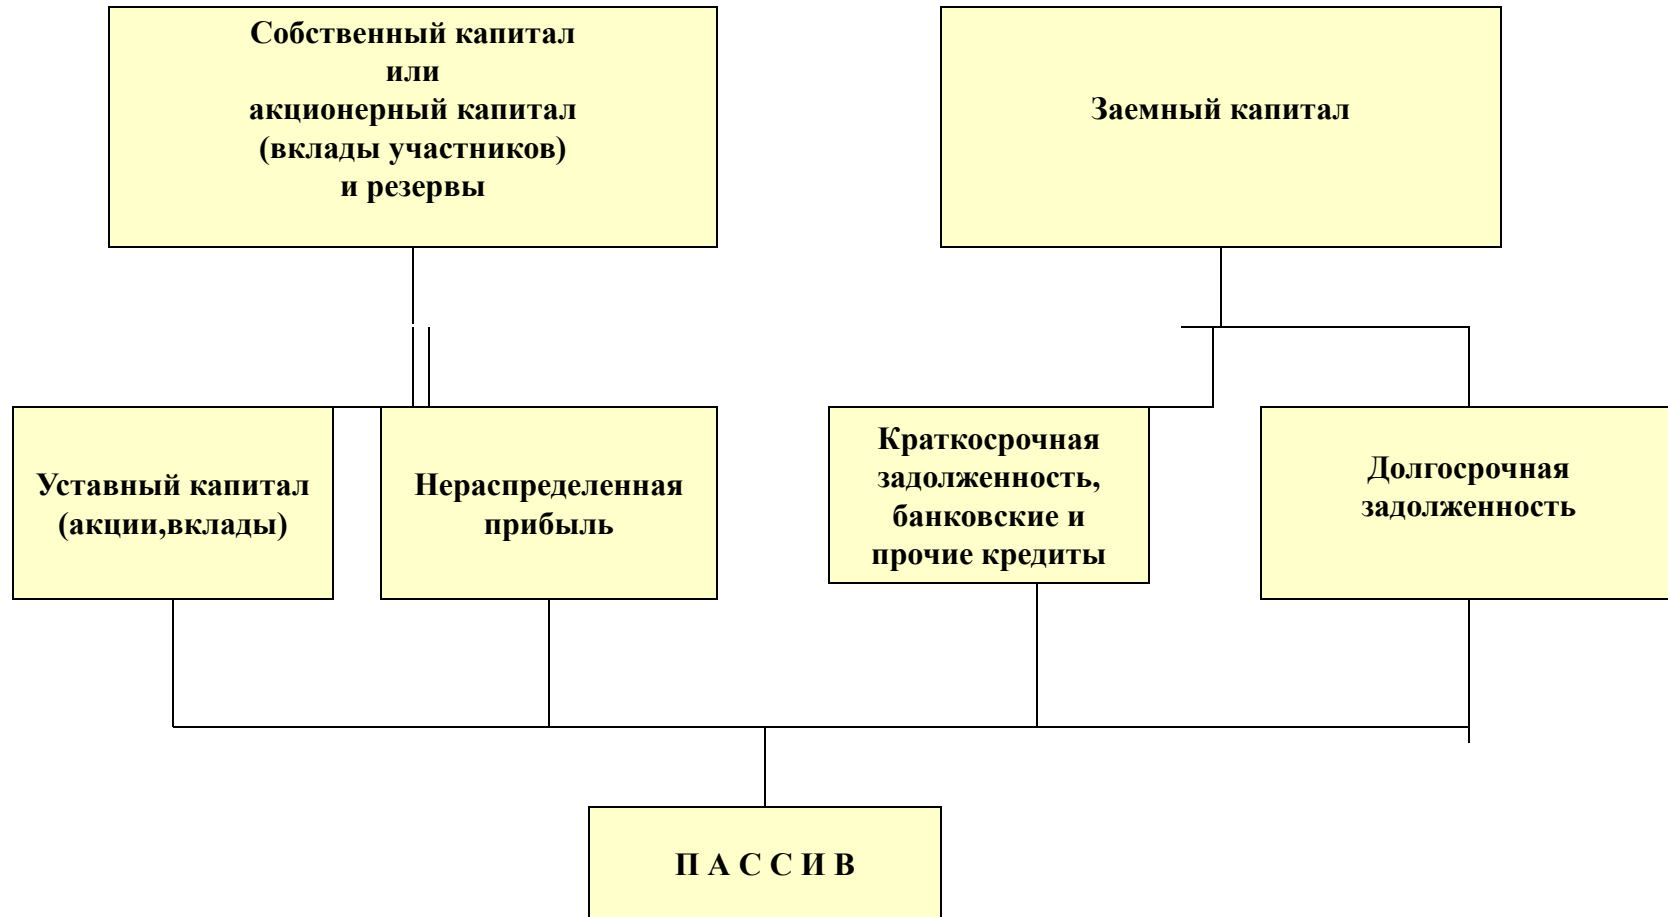 Собственный капитал
или
акционерный капитал
(вклады участников)
и резервы
Заемный капитал
Уставный капитал
(акции,вклады)
Нераспределенная
прибыль
Краткосрочная
задолженность,
банковские и
прочие кредиты
Долгосрочная
задолженность
П А С С И В